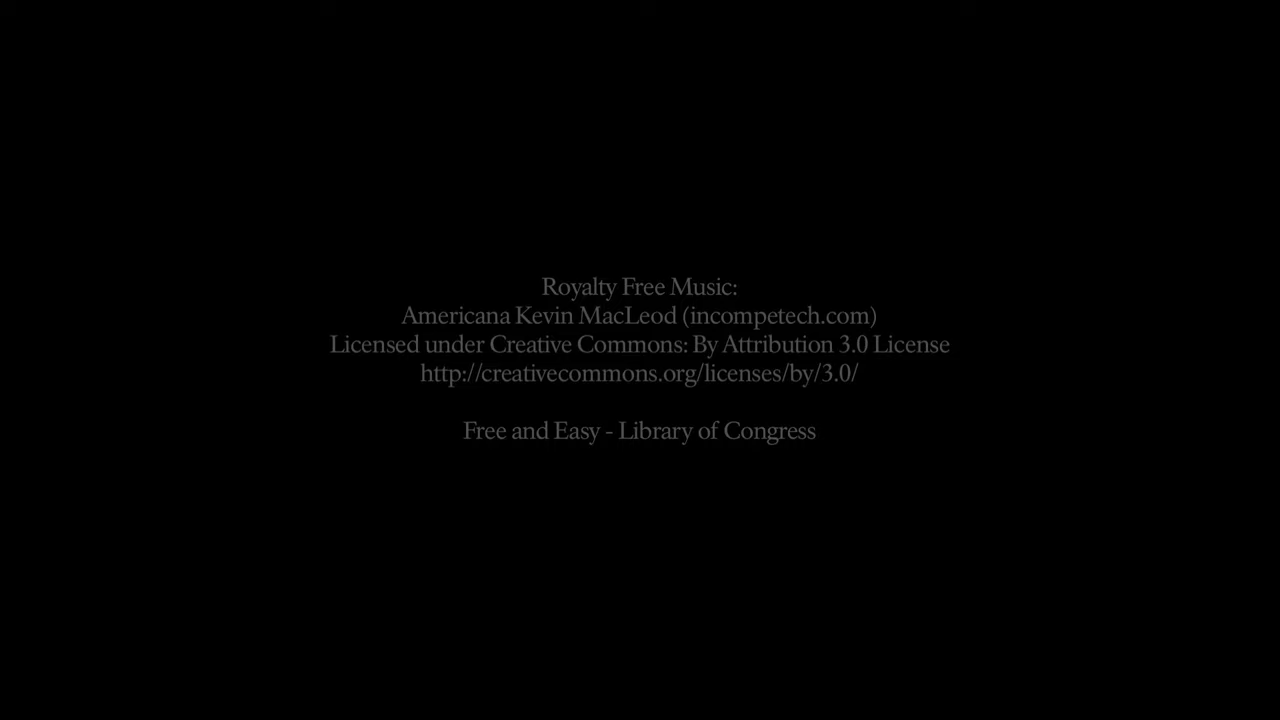 Royalty Free Music:
Americana Kevin MacLeod (incompetech.com)
Licensed under Creative Commons: By Attribution 3.0 License
http://creativecommons.org/licenses/by/3.0/
Free and Easy - Library of Congress